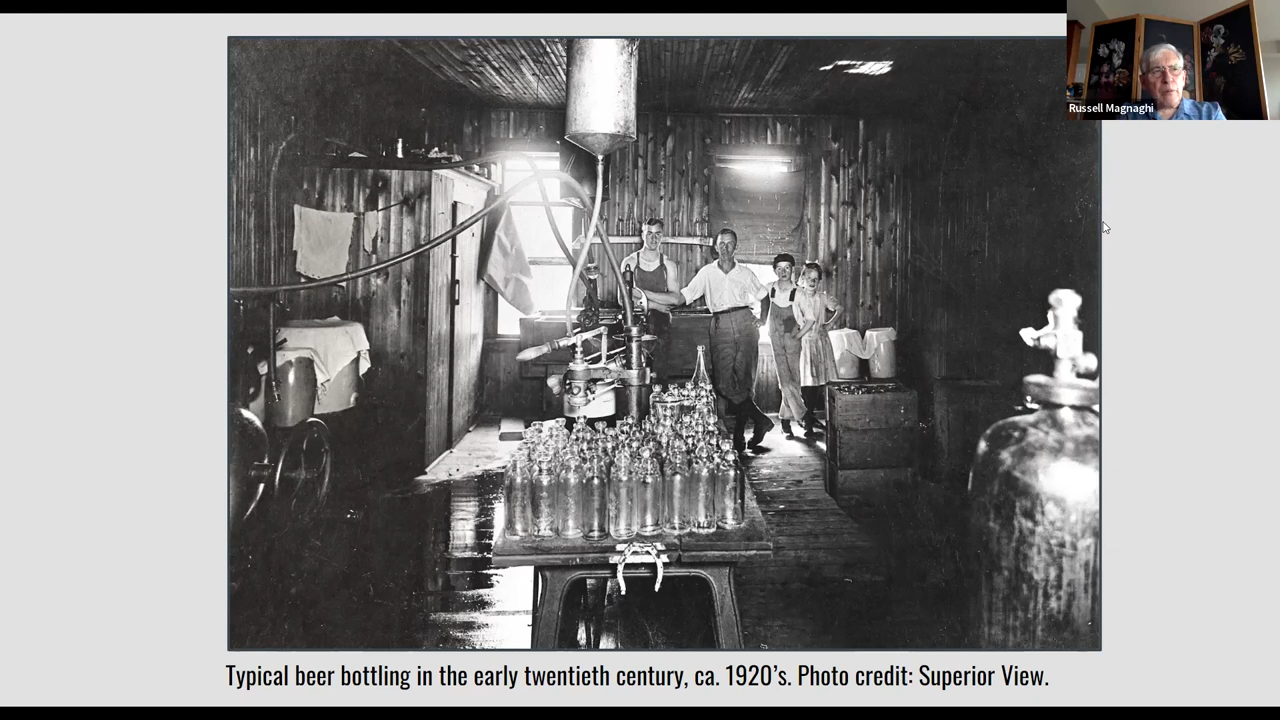 Russell Magnaghi
Typical beer bottling in the early twentieth century, ca. 1920’s. Photo credit: Superior View.